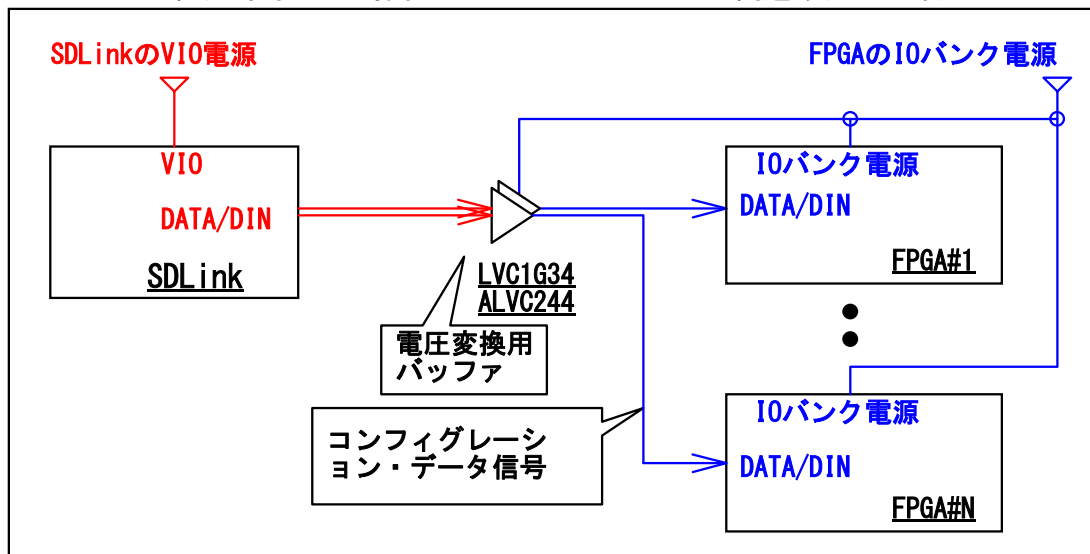 SDLinkのVIO電源
FPGAのIOバンク電源
VIO
DATA/DIN
SDLink
LVC1G34
ALVC244
電圧変換用
バッファ
コンフィグレーシ
ョン・データ信号
IOバンク電源
DATA/DIN
FPGA#1
IOバンク電源
DATA/DIN
FPGA#N